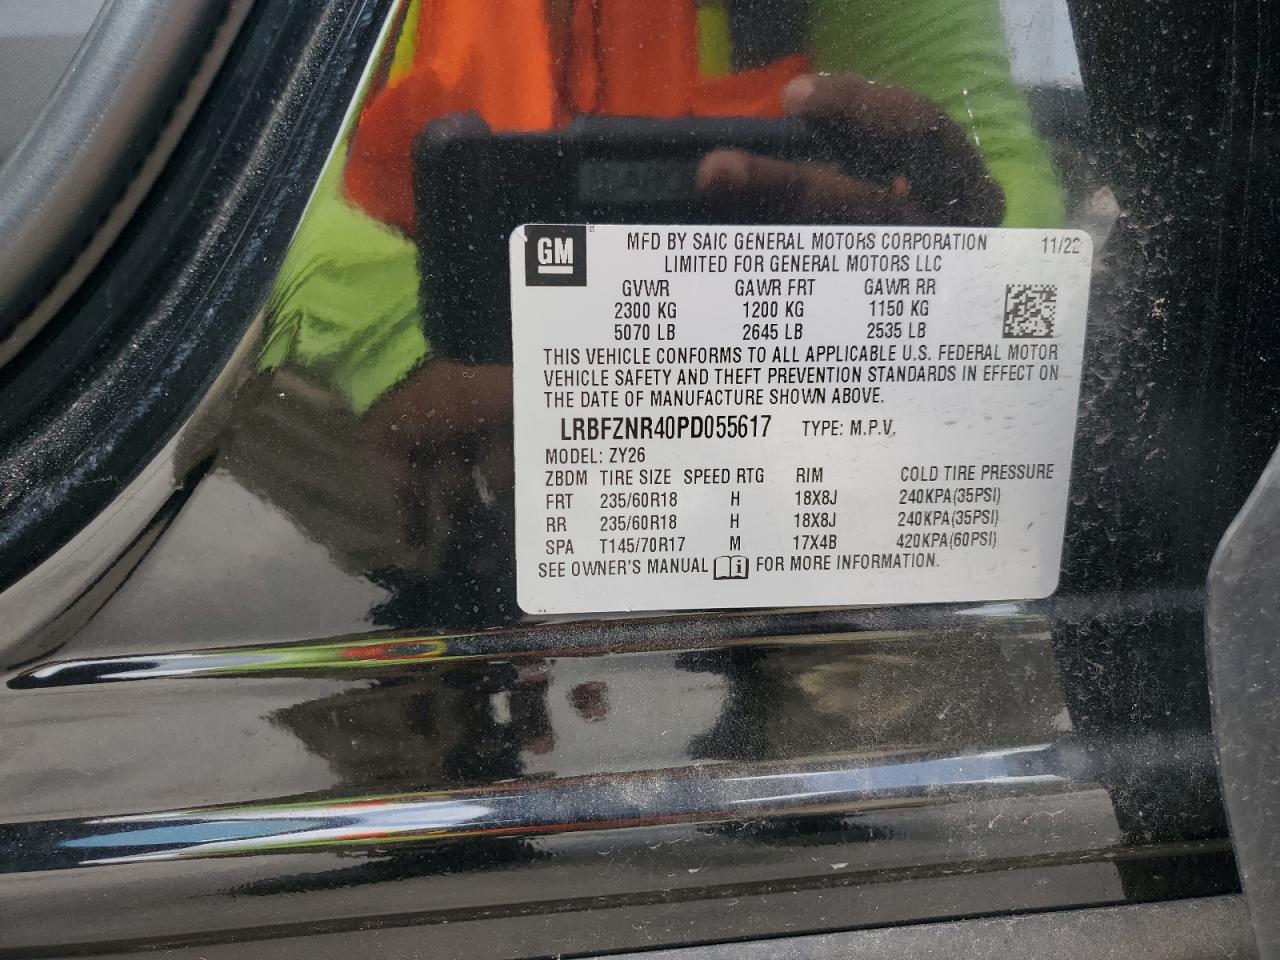 GM MFD BY SAIC GENERAL MOTORS CORPORATION 11/22
LIMITED FOR GENERAL MOTORS LLC
GVWR GAWR FRT GAWR RR
2300 KG 1200 KG 1150 KG
5070 LB 2645 LB 2535 LB
THIS VEHICLE CONFORMS TO ALL APPLICABLE U.S. FEDERAL MOTOR
VEHICLE SAFETY AND THEFT PREVENTION STANDARDS IN EFFECT ON
THE DATE OF MANUFACTURE SHOWN ABOVE.
LRBFZNR40PD055617 TYPE: M.P.V.
MODEL: ZY26
ZBDM TIRE SIZE SPEED RTG RIM COLD TIRE PRESSURE
FRT 235/60R18 H 18X8J 240KPA(35PSI)
RR 235/60R18 H 18X8J 240KPA(35PSI)
SPA T145/70R17 M 17X4B 420KPA(60PSI)
SEE OWNER'S MANUAL FOR MORE INFORMATION.